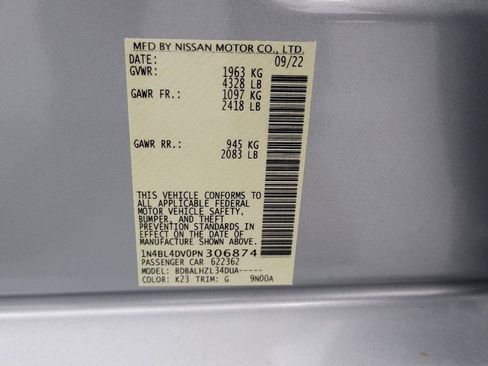 MFD BY NISSAN MOTOR CO., LTD.
DATE: 09/22
GVWR: 1963 KG
4328 LB
GAWR FR.: 1097 KG
2418 LB
GAWR RR.: 945 KG
2083 LB
THIS VEHICLE CONFORMS TO
ALL APPLICABLE FEDERAL
MOTOR VEHICLE SAFETY,
BUMPER, AND THEFT
PREVENTION STANDARDS
IN EFFECT ON THE DATE OF
MANUFACTURE SHOWN ABOVE.
1N4BL4DV0PN306874
PASSENGER CAR 622362
MODEL: BDBALHZL34DUA-----
COLOR: K23 TRIM: G 9N00A